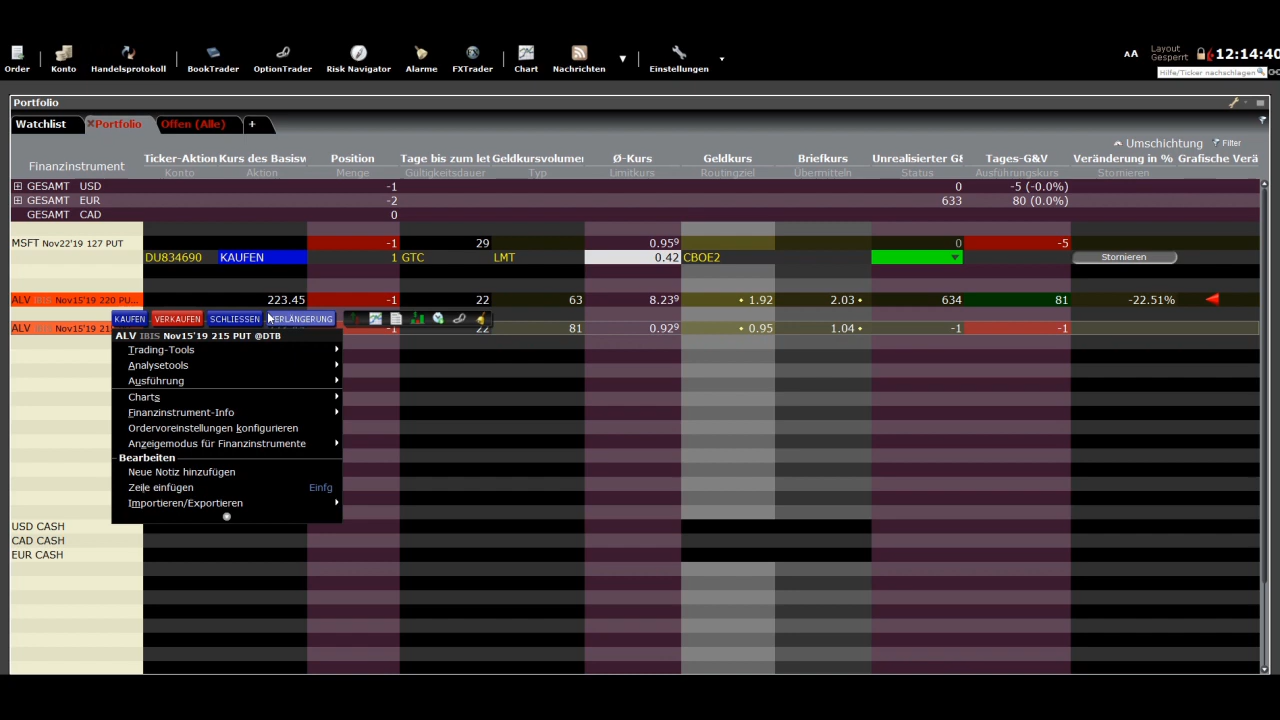 Order Konto Handelsprotokoll BookTrader OptionTrader Risk Navigator Alarme FXTrader Chart Nachrichten Einstellungen
AA Layout Gesperrt 12:14:40
Hilfe/Ticker nachschlagen
Portfolio
Watchlist Portfolio Offen (Alle) +
Umschichtung Filter
Finanzinstrument
Ticker-Aktion Kurs des Basisw Position Tage bis zum let Geldkursvolumen Ø-Kurs Geldkurs Briefkurs Unrealisierter G& Tages-G&V Veränderung in % Grafische Verä
Konto Aktion Menge Gültigkeitsdauer Typ Limitkurs Routingziel Übermitteln Status Ausführungskurs Stornieren
GESAMT USD -1 0 -5 (-0.0%)
GESAMT EUR -2 633 80 (0.0%)
GESAMT CAD 0
MSFT Nov22'19 127 PUT -1 29 0.95⁹ 0 -5
DU834690 KAUFEN 1 GTC LMT 0.42 CBOE2 Stornieren
ALV IBIS Nov15'19 220 PU... 223.45 -1 22 63 8.23⁹ 1.92 2.03 634 81 -22.51%
KAUFEN VERKAUFEN SCHLIESSEN VERLÄNGERUNG
ALV IBIS Nov15'19 21 -1 22 81 0.92⁹ 0.95 1.04 -1 -1
ALV IBIS Nov15'19 215 PUT @DTB
Trading-Tools
Analysetools
Ausführung
Charts
Finanzinstrument-Info
Ordervoreinstellungen konfigurieren
Anzeigemodus für Finanzinstrumente
Bearbeiten
Neue Notiz hinzufügen
Zeile einfügen Einfg
Importieren/Exportieren
USD CASH
CAD CASH
EUR CASH